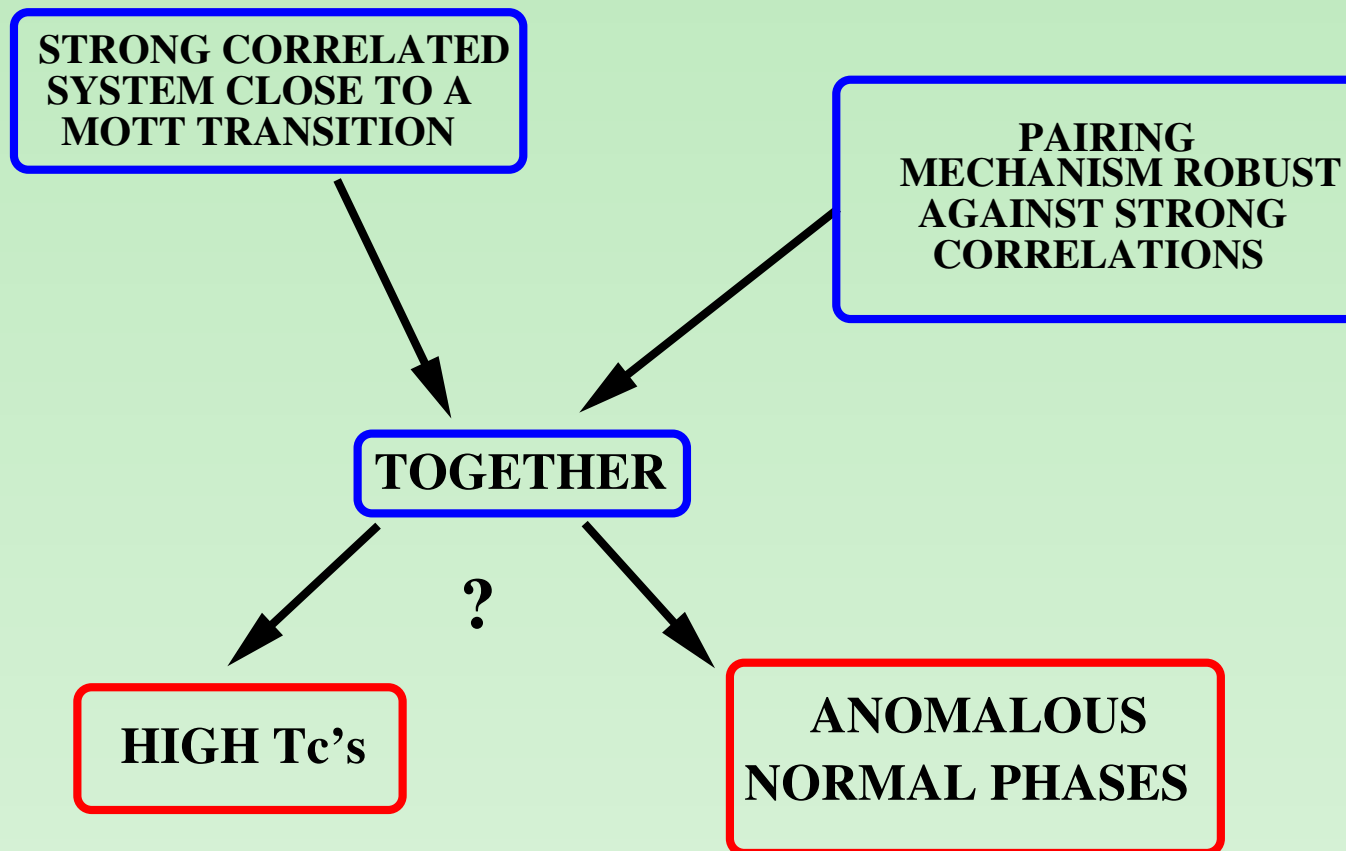 STRONG CORRELATED
SYSTEM CLOSE TO A
MOTT TRANSITION
PAIRING
MECHANISM ROBUST
AGAINST STRONG
CORRELATIONS
TOGETHER
?
HIGH Tc's
ANOMALOUS
NORMAL PHASES